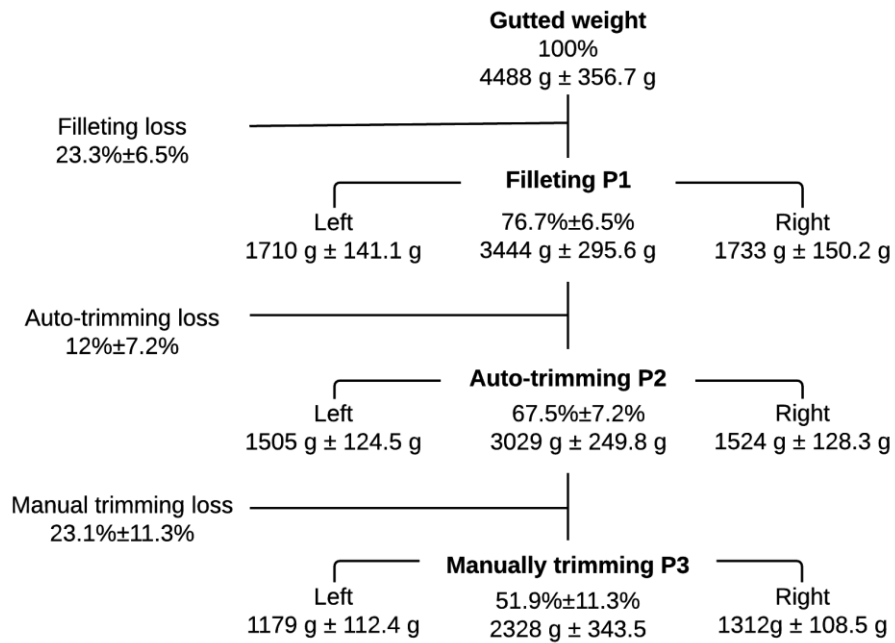 Gutted weight
100%
4488 g ± 356.7 g
Filleting loss
23.3%±6.5%
Filleting P1
Left
1710 g ± 141.1 g
76.7%±6.5%
3444 g ± 295.6 g
Right
1733 g ± 150.2 g
Auto-trimming loss
12%±7.2%
Auto-trimming P2
Left
1505 g ± 124.5 g
67.5%±7.2%
3029 g ± 249.8 g
Right
1524 g ± 128.3 g
Manual trimming loss
23.1%±11.3%
Manually trimming P3
Left
1179 g ± 112.4 g
51.9%±11.3%
2328 g ± 343.5
Right
1312g ± 108.5 g